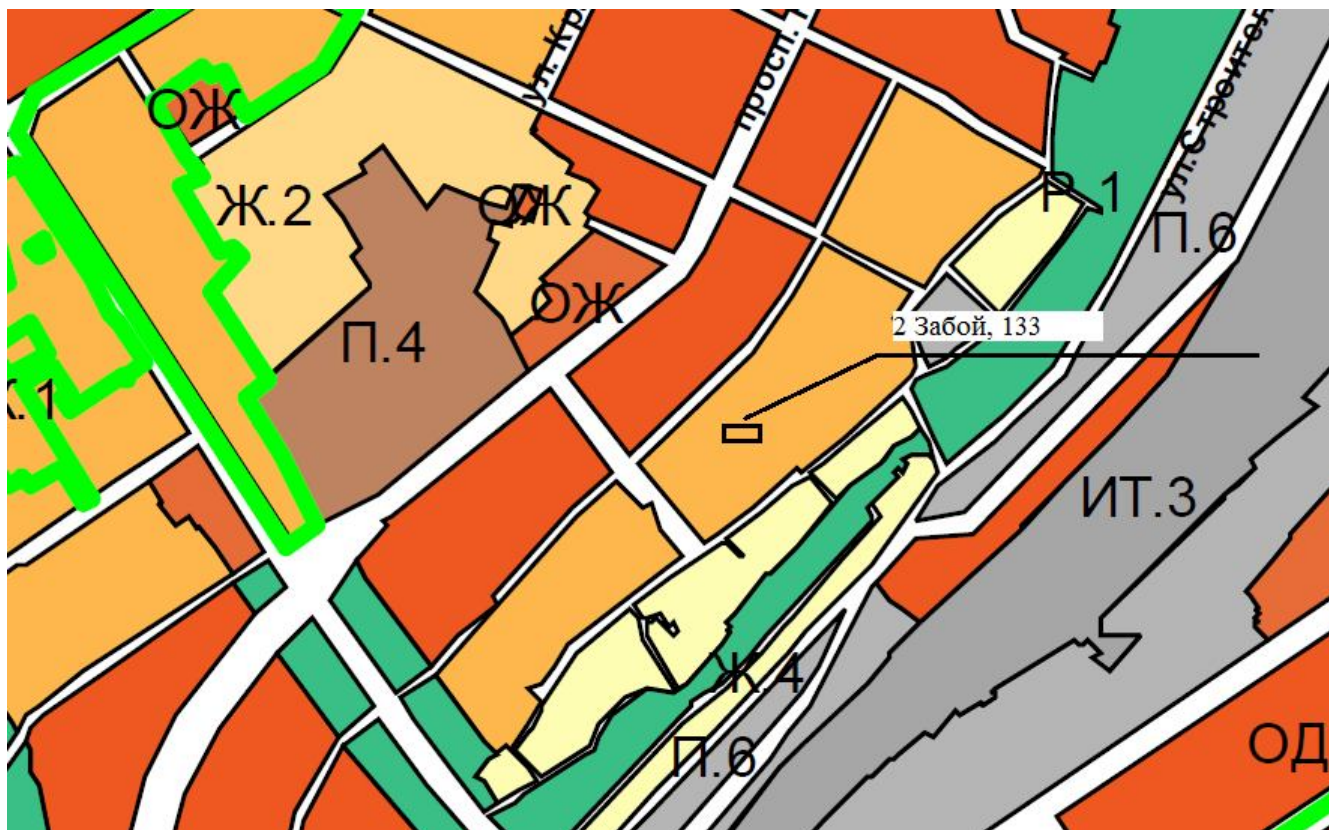 ул. Кр
просп.
ул.Строител
ОЖ
Р.1
Ж.2
ОЖ
П.6
ОЖ
2 Забой, 133
П.4
.1
ИТ.3
Ж.4
П.6
ОД